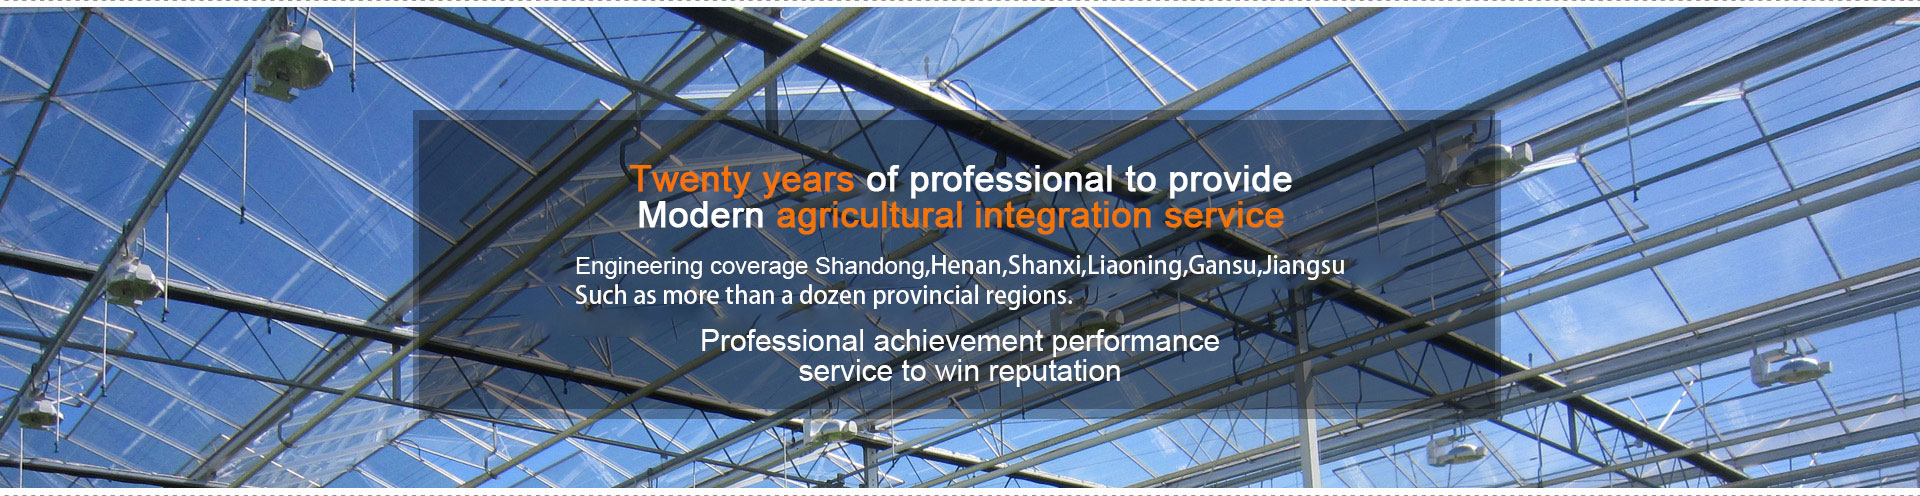 Twenty years of professional to provide
Modern agricultural integration service
Engineering coverage Shandong,Henan,Shanxi,Liaoning,Gansu,Jiangsu
Such as more than a dozen provincial regions.
Professional achievement performance
service to win reputation